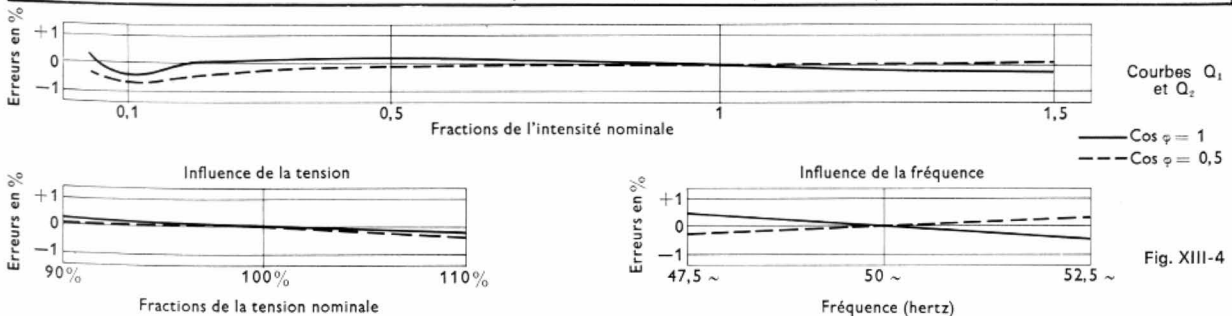 Erreurs en %
+1
0
−1
0,1
0,5
1
1,5
Fractions de l'intensité nominale
Courbes Q₁
et Q₂
Cos φ = 1
Cos φ = 0,5
Influence de la tension
Erreurs en %
+1
0
−1
90%
100%
110%
Fractions de la tension nominale
Influence de la fréquence
Erreurs en %
+1
0
−1
47,5 ~
50 ~
52,5 ~
Fréquence (hertz)
Fig. XIII-4